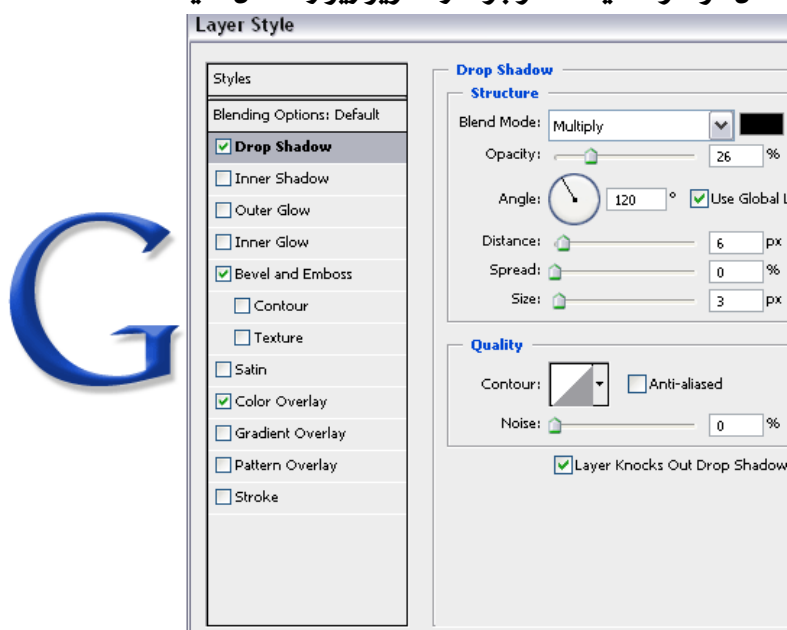 Layer Style
Styles
Blending Options: Default
Drop Shadow
Inner Shadow
Outer Glow
Inner Glow
Bevel and Emboss
Contour
Texture
Satin
Color Overlay
Gradient Overlay
Pattern Overlay
Stroke
Drop Shadow
Structure
Blend Mode: Multiply
Opacity: 26 %
Angle: 120 ° Use Global L
Distance: 6 px
Spread: 0 %
Size: 3 px
Quality
Contour: Anti-aliased
Noise: 0 %
Layer Knocks Out Drop Shadow
G